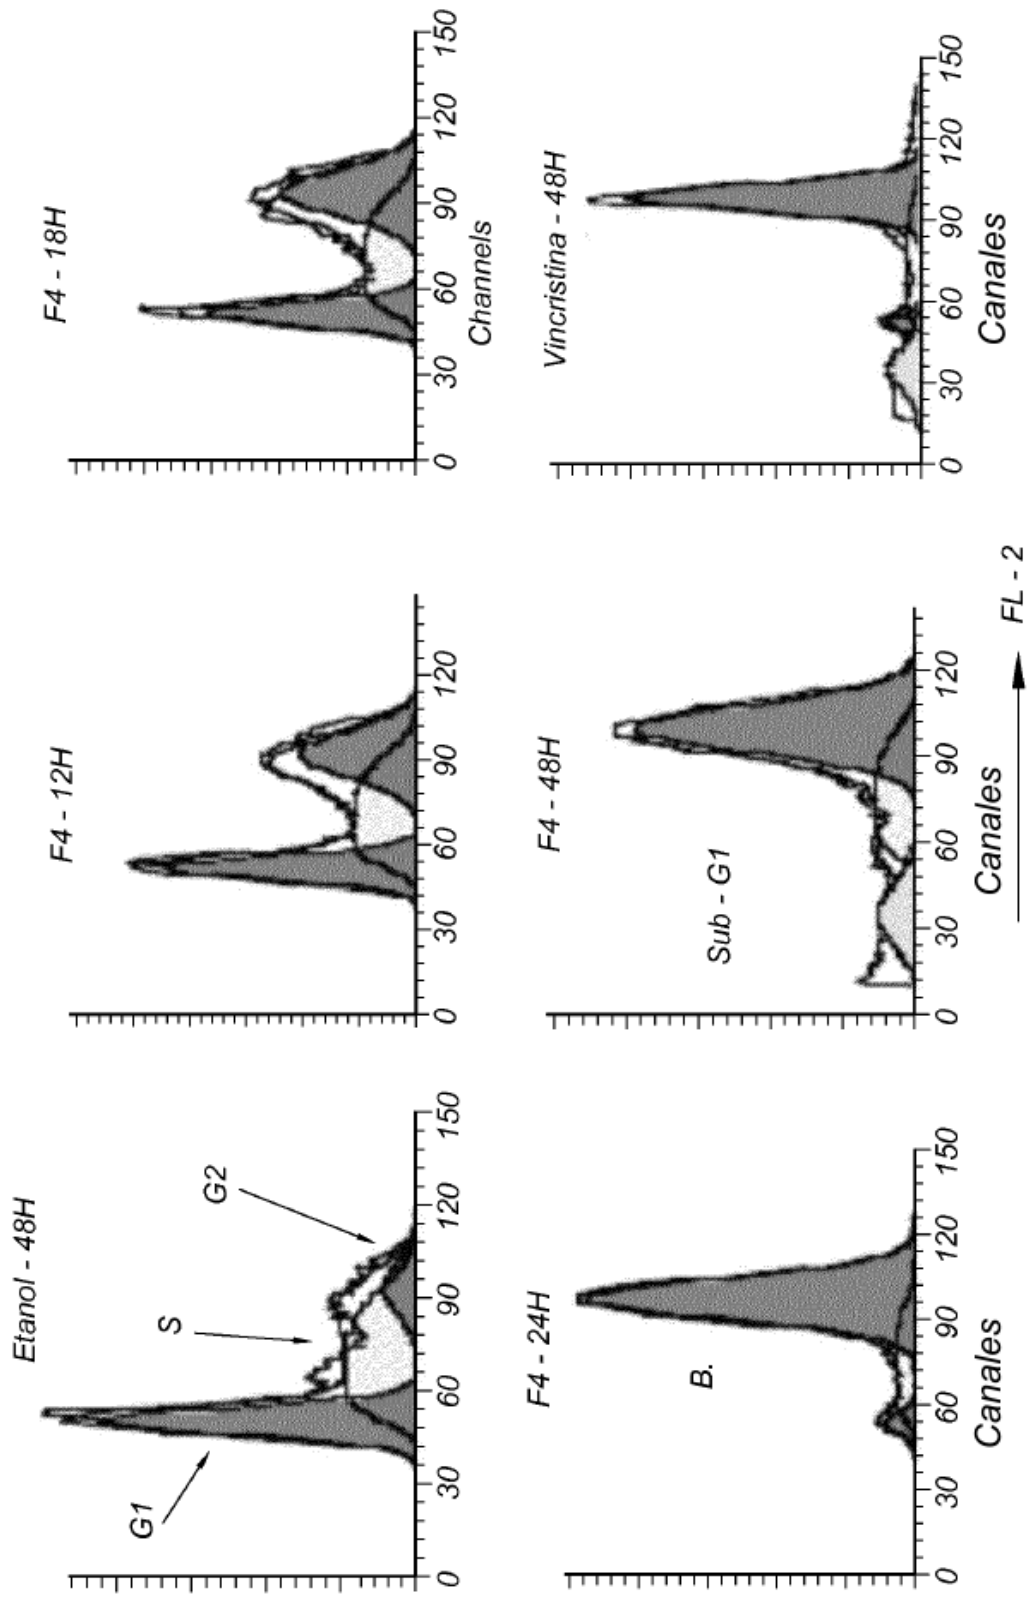 Etanol - 48H
G1
S
G2
0 30 60 90 120 150
F4 - 12H
0 30 60 90 120
F4 - 18H
0 30 60 90 120 150
Channels
F4 - 24H
B.
0 30 60 90 120 150
Canales
F4 - 48H
Sub - G1
0 30 60 90 120
Canales
Vincristina - 48H
0 30 60 90 120 150
Canales
FL - 2